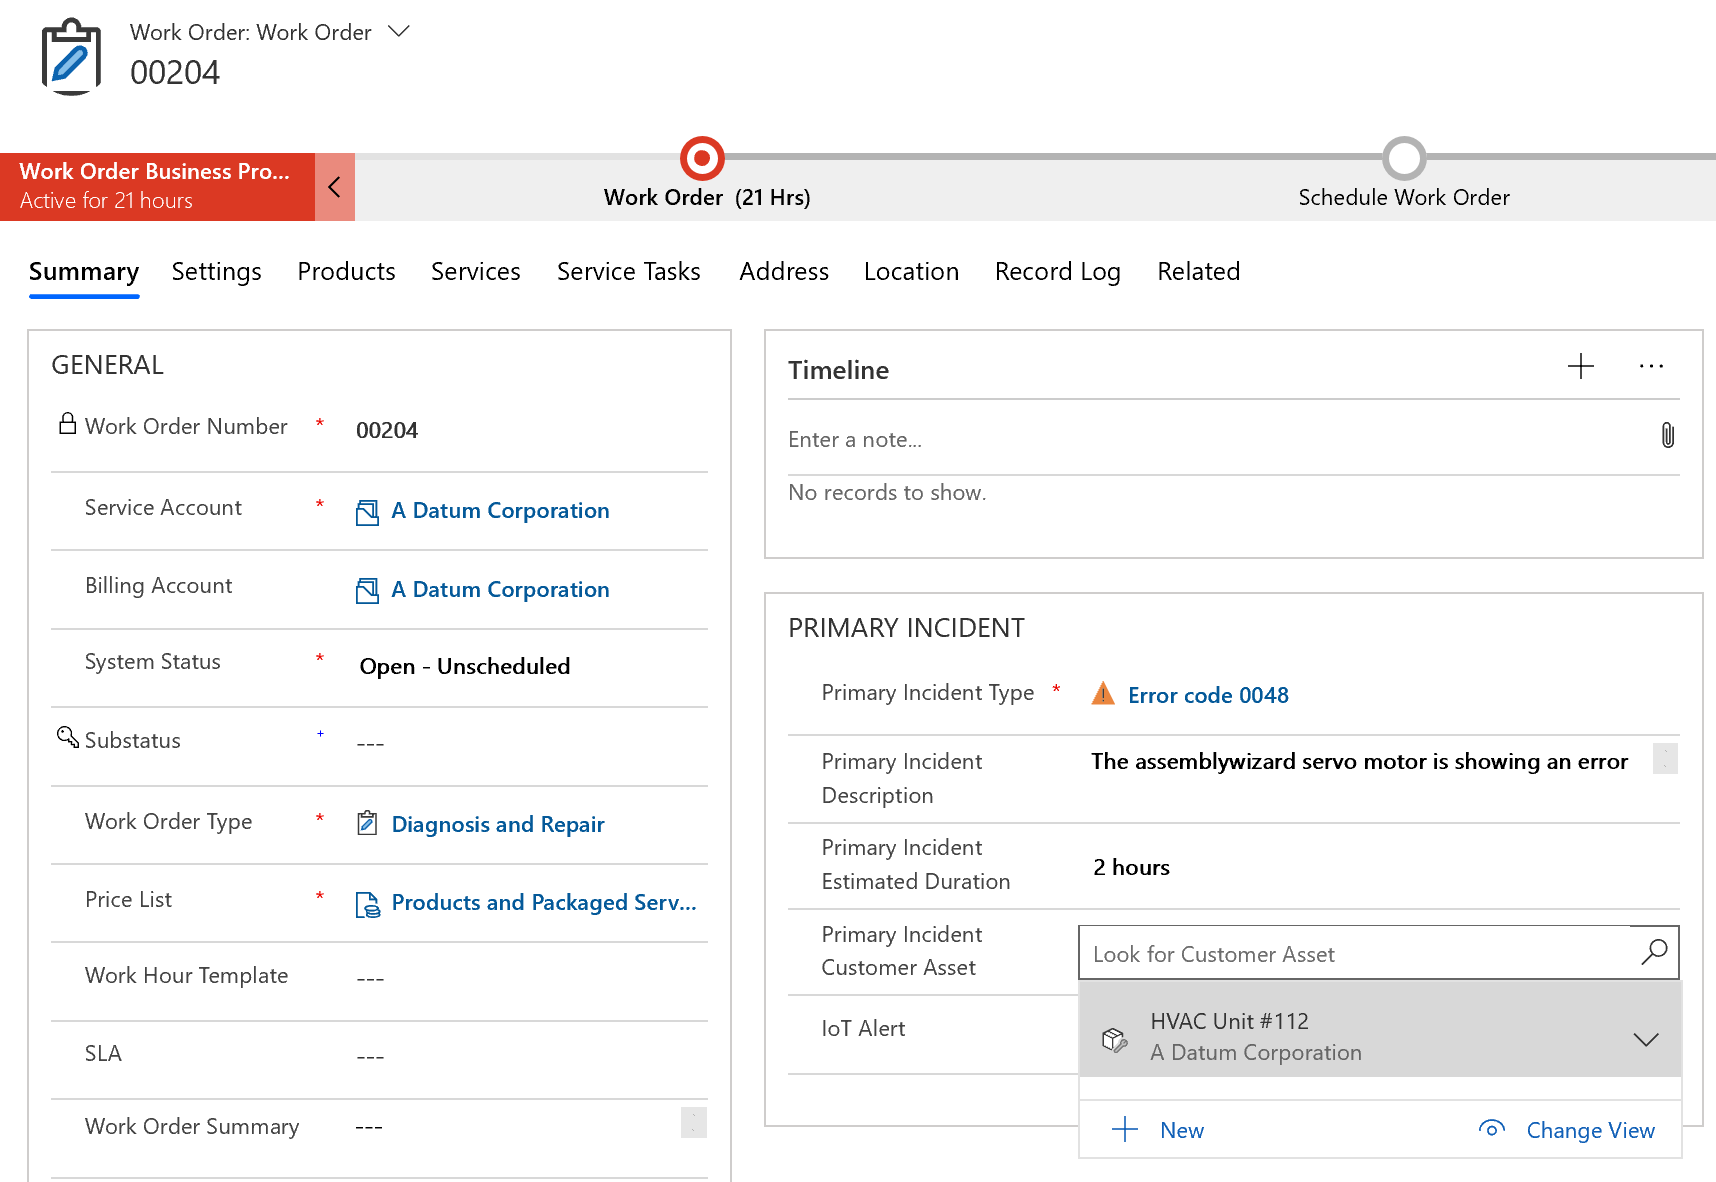 Work Order: Work Order
00204
Work Order Business Pro...
Active for 21 hours
Work Order (21 Hrs)
Schedule Work Order
Summary Settings Products Services Service Tasks Address Location Record Log Related
GENERAL
Work Order Number * 00204
Service Account * A Datum Corporation
Billing Account A Datum Corporation
System Status * Open - Unscheduled
Substatus + ---
Work Order Type * Diagnosis and Repair
Price List * Products and Packaged Serv...
Work Hour Template ---
SLA ---
Work Order Summary ---
Timeline
Enter a note...
No records to show.
PRIMARY INCIDENT
Primary Incident Type * Error code 0048
Primary Incident
Description
The assemblywizard servo motor is showing an error
Primary Incident
Estimated Duration
2 hours
Primary Incident
Customer Asset
Look for Customer Asset
HVAC Unit #112
A Datum Corporation
IoT Alert
New
Change View